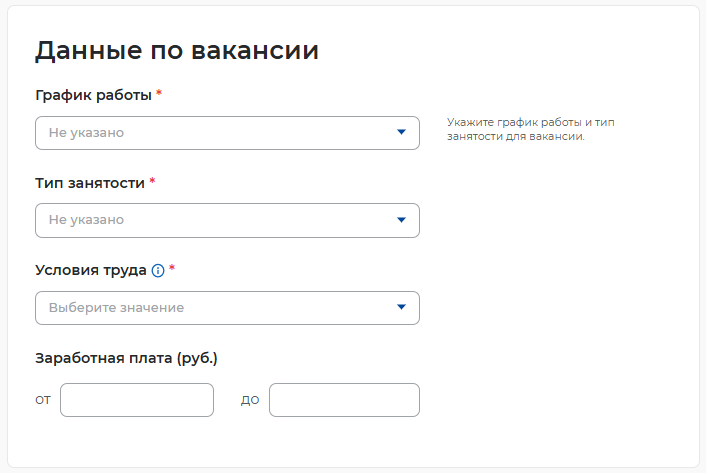 Данные по вакансии
График работы *
Не указано
Укажите график работы и тип
занятости для вакансии.
Тип занятости *
Не указано
Условия труда i *
Выберите значение
Заработная плата (руб.)
от до